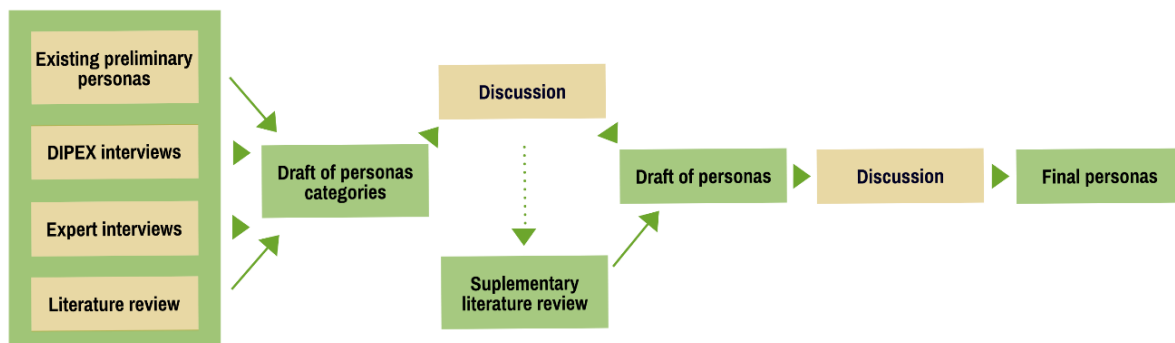 Existing preliminary
personas
DIPEX interviews
Expert interviews
Literature review
Draft of personas
categories
Discussion
Suplementary
literature review
Draft of personas
Discussion
Final personas